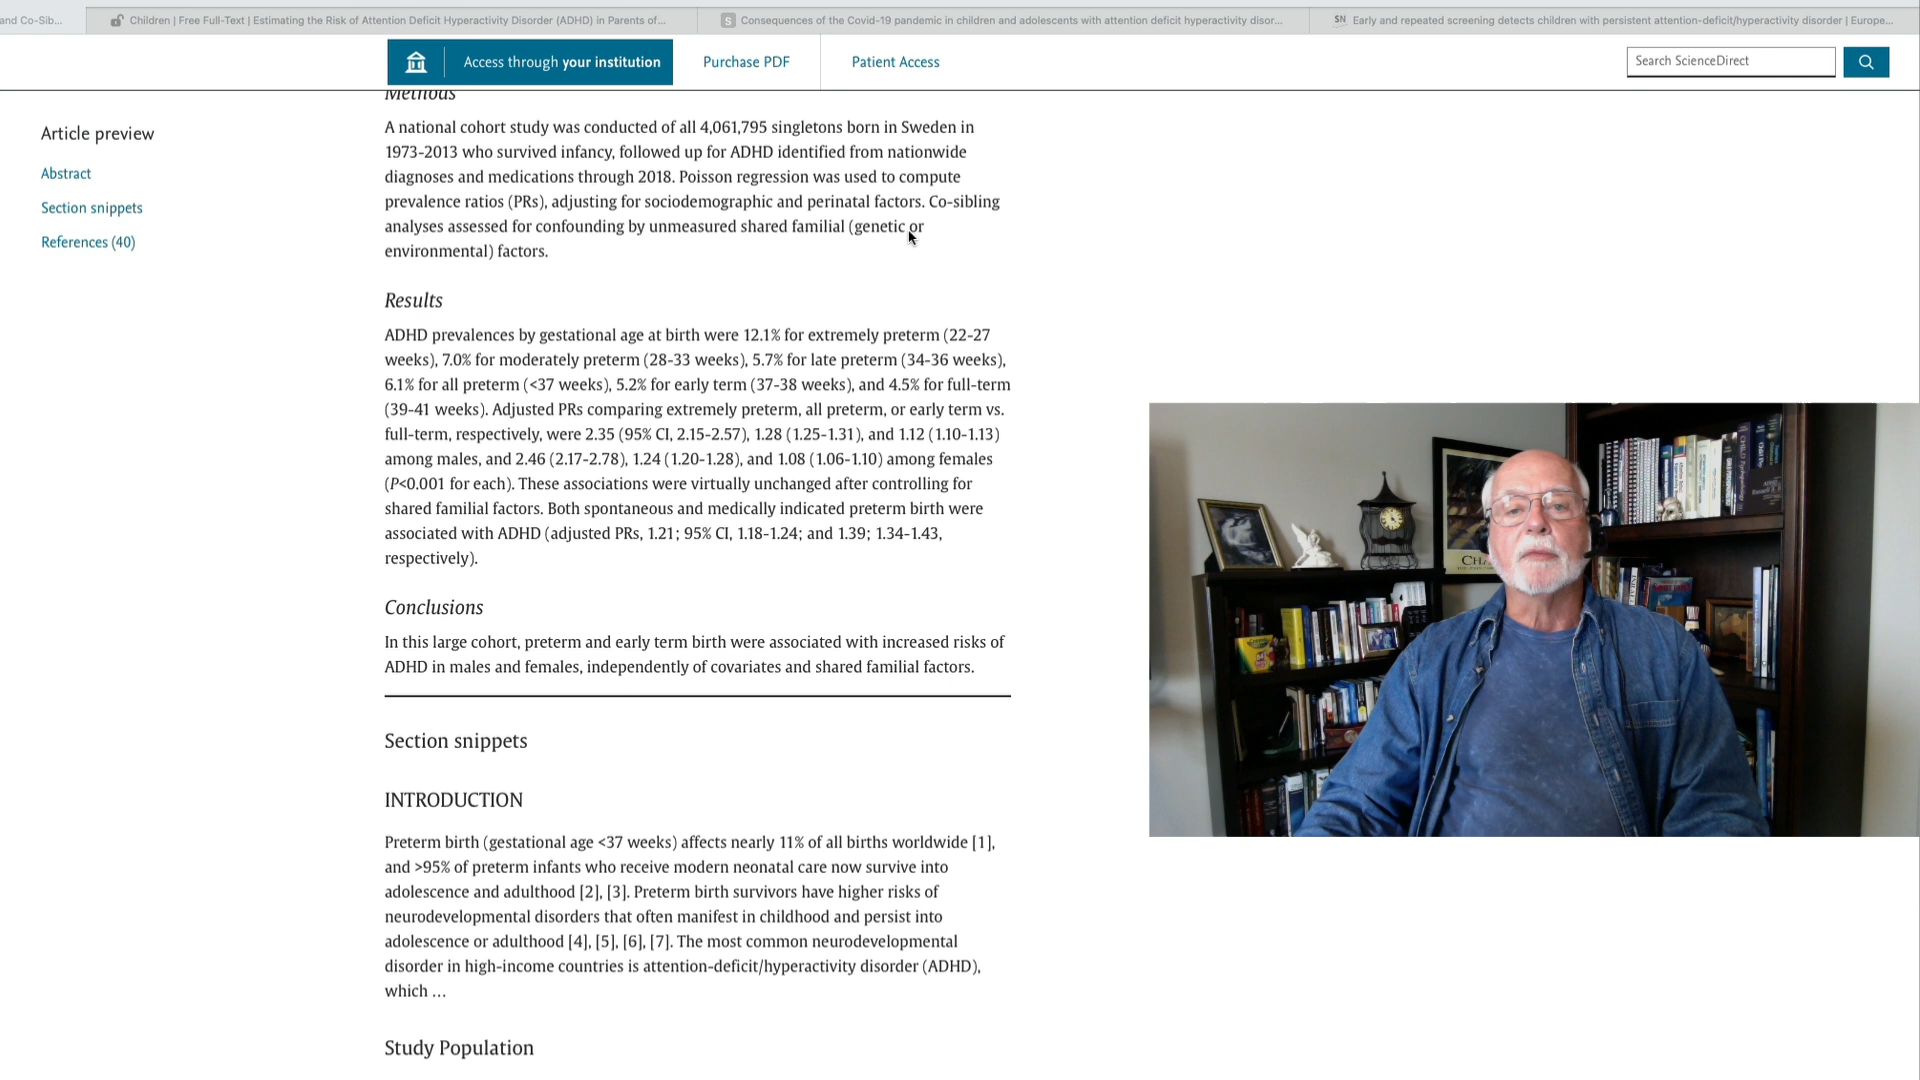 and Co-Sib...
Children | Free Full-Text | Estimating the Risk of Attention Deficit Hyperactivity Disorder (ADHD) in Parents of...
S Consequences of the Covid-19 pandemic in children and adolescents with attention deficit hyperactivity disor...
SN Early and repeated screening detects children with persistent attention-deficit/hyperactivity disorder | Europe...
Access through your institution
Purchase PDF
Patient Access
Search ScienceDirect
Article preview
Abstract
Section snippets
References (40)
Methods
A national cohort study was conducted of all 4,061,795 singletons born in Sweden in
1973-2013 who survived infancy, followed up for ADHD identified from nationwide
diagnoses and medications through 2018. Poisson regression was used to compute
prevalence ratios (PRs), adjusting for sociodemographic and perinatal factors. Co-sibling
analyses assessed for confounding by unmeasured shared familial (genetic or
environmental) factors.
Results
ADHD prevalences by gestational age at birth were 12.1% for extremely preterm (22-27
weeks), 7.0% for moderately preterm (28-33 weeks), 5.7% for late preterm (34-36 weeks),
6.1% for all preterm (<37 weeks), 5.2% for early term (37-38 weeks), and 4.5% for full-term
(39-41 weeks). Adjusted PRs comparing extremely preterm, all preterm, or early term vs.
full-term, respectively, were 2.35 (95% CI, 2.15-2.57), 1.28 (1.25-1.31), and 1.12 (1.10-1.13)
among males, and 2.46 (2.17-2.78), 1.24 (1.20-1.28), and 1.08 (1.06-1.10) among females
(P<0.001 for each). These associations were virtually unchanged after controlling for
shared familial factors. Both spontaneous and medically indicated preterm birth were
associated with ADHD (adjusted PRs, 1.21; 95% CI, 1.18-1.24; and 1.39; 1.34-1.43,
respectively).
Conclusions
In this large cohort, preterm and early term birth were associated with increased risks of
ADHD in males and females, independently of covariates and shared familial factors.
Section snippets
INTRODUCTION
Preterm birth (gestational age <37 weeks) affects nearly 11% of all births worldwide [1],
and >95% of preterm infants who receive modern neonatal care now survive into
adolescence and adulthood [2], [3]. Preterm birth survivors have higher risks of
neurodevelopmental disorders that often manifest in childhood and persist into
adolescence or adulthood [4], [5], [6], [7]. The most common neurodevelopmental
disorder in high-income countries is attention-deficit/hyperactivity disorder (ADHD),
which …
Study Population